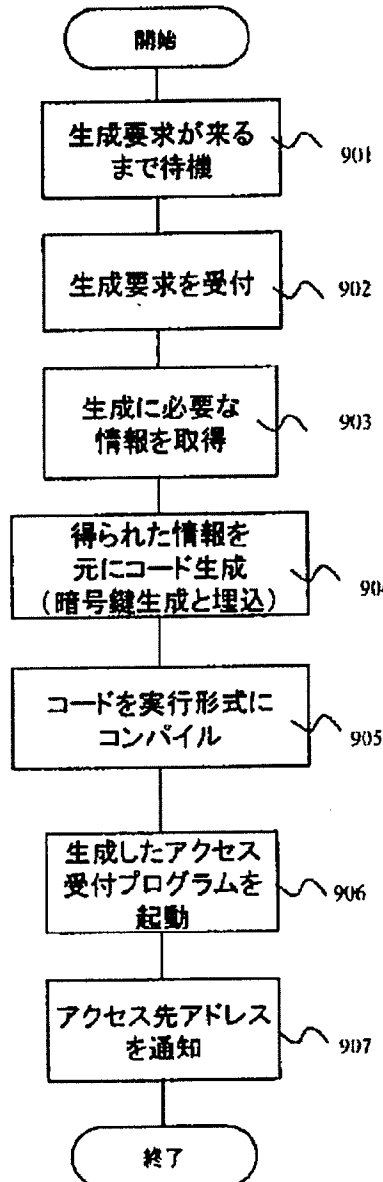 開始
生成要求が来る
まで待機
901
生成要求を受付
902
生成に必要な
情報を取得
903
得られた情報を
元にコード生成
(暗号鍵生成と埋込)
904
コードを実行形式に
コンパイル
905
生成したアクセス
受付プログラムを
起動
906
アクセス先アドレス
を通知
907
終了